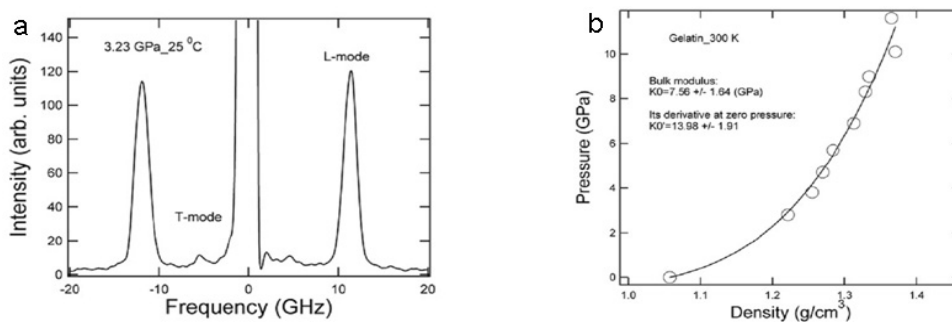 a
140
120
100
80
60
40
20
0
Intensity (arb. units)
3.23 GPa_25 ⁰C
L-mode
T-mode
-20
-10
0
10
20
Frequency (GHz)
b
10
8
6
4
2
0
Pressure (GPa)
Gelatin_300 K
Bulk modulus:
K0=7.56 +/- 1.64 (GPa)
Its derivative at zero pressure:
K0'=13.98 +/- 1.91
1.0
1.1
1.2
1.3
1.4
Density (g/cm³)